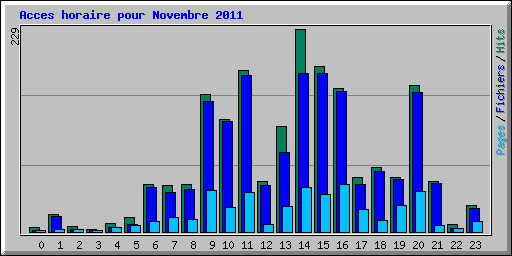 Acces horaire pour Novembre 2011
229
Pages / Fichiers / Hits
0 1 2 3 4 5 6 7 8 9 10 11 12 13 14 15 16 17 18 19 20 21 22 23